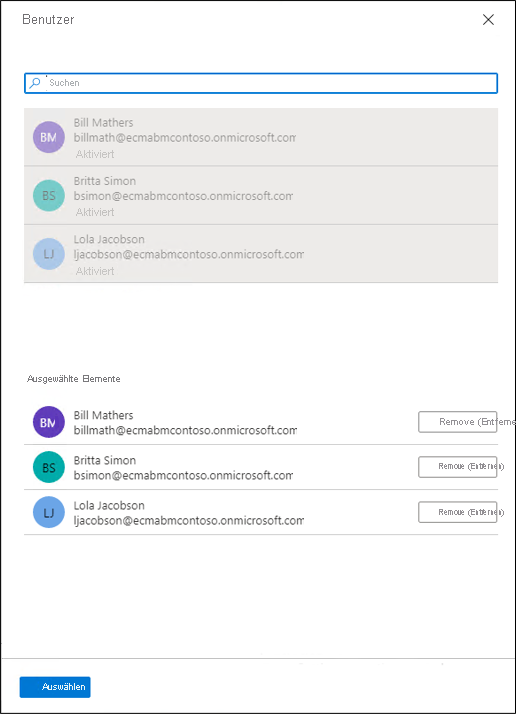 Benutzer
Suchen
BM
Bill Mathers
billmath@ecmabmcontoso.onmicrosoft.com
Aktiviert
BS
Britta Simon
bsimon@ecmabmcontoso.onmicrosoft.com
Aktiviert
LJ
Lola Jacobson
ljacobson@ecmabmcontoso.onmicrosoft.com
Aktiviert
Ausgewählte Elemente
BM
Bill Mathers
billmath@ecmabmcontoso.onmicrosoft.com
Remove (Entferne
BS
Britta Simon
bsimon@ecmabmcontoso.onmicrosoft.com
Remove (Entfernen)
LJ
Lola Jacobson
ljacobson@ecmabmcontoso.onmicrosoft.com
Remove (Entfernen)
Auswählen